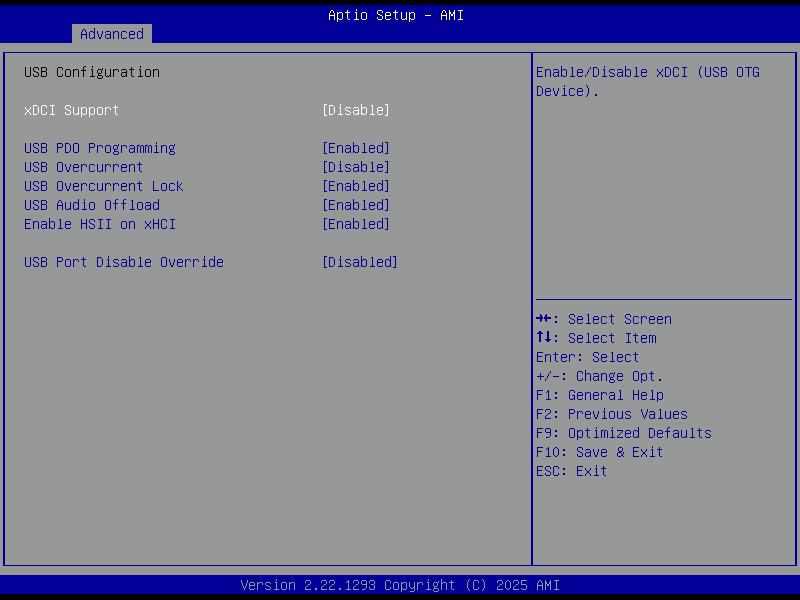 Aptio Setup - AMI
Advanced
USB Configuration
xDCI Support [Disable]
USB PDO Programming [Enabled]
USB Overcurrent [Disable]
USB Overcurrent Lock [Enabled]
USB Audio Offload [Enabled]
Enable HSII on xHCI [Enabled]
USB Port Disable Override [Disabled]
Enable/Disable xDCI (USB OTG
Device).
→←: Select Screen
↑↓: Select Item
Enter: Select
+/-: Change Opt.
F1: General Help
F2: Previous Values
F9: Optimized Defaults
F10: Save & Exit
ESC: Exit
Version 2.22.1293 Copyright (C) 2025 AMI